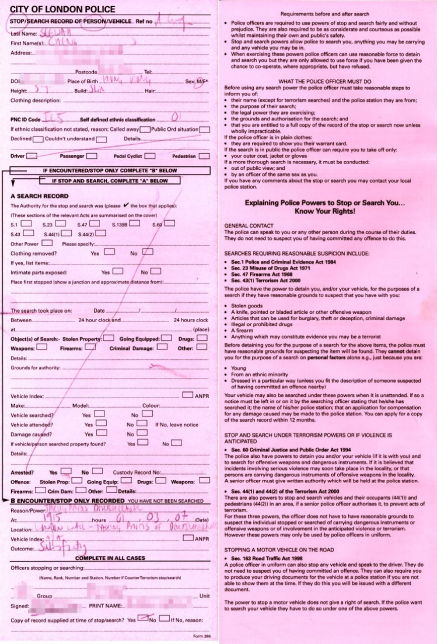 CITY OF LONDON POLICE
STOP/SEARCH RECORD OF PERSON/VEHICLE Ref no
Last Name:
First Name(s):
Address:
Postcode: Tel:
DOB: Place of Birth Sex: M/F
Height: Build: Hair:
Clothing description:
PNC ID Code Self defined ethnic classification
If ethnic classification not stated, reason: Called away Public Ord situation
Declined Couldn't understand Details:
Driver Passenger Pedal Cyclist Pedestrian
IF ENCOUNTERED/STOP ONLY COMPLETE "B" BELOW
IF STOP AND SEARCH, COMPLETE "A" BELOW
A SEARCH RECORD
The Authority for the stop and search was (please ✓ the box that applies):
(These sections of the relevant Acts are summarised on the cover)
S.1 S.23 S.47 S.139B S.60
S.43 S.44(1) S.44(2)
Other Power Please specify:
Clothing removed? Yes No
If yes, list items:
Intimate parts exposed: Yes No
Place first stopped (show a junction and approximate distance from):
The search took place on: Date
Between 24 hour clock and 24 hours clock
at (place)
Object(s) of Search: Stolen Property: Going Equipped: Drugs:
Weapons: Firearms: Criminal Damage: Other:
Details:
Grounds for authority:
Vehicle Index: ANPR
Make: Model: Colour:
Vehicle searched? Yes No
Vehicle attended? Yes No If No, leave notice
Damage caused? Yes No
If vehicle/person searched property found? Yes No
Details:
Arrested? Yes No Custody Record No:
Offence: Stolen Prop: Going Equip: Drugs: Weapons:
Firearms: Crim Dam: Other: Details:
B ENCOUNTER/STOP ONLY RECORDED YOU HAVE NOT BEEN SEARCHED
Reason/Power
At hours 01 07 (Date)
Location:
Vehicle Index: ANPR
Outcome:
COMPLETE IN ALL CASES
Officers stopping or searching:
(Name, Rank, Number and Station. Number if Counter Terrorism stop/search)
Group Unit
Signed: PRINT NAME:
Copy of record supplied at time of stop/search? Yes No If No, reason:
Form 286
Requirements before and after search
• Police officers are required to use powers of stop and search fairly and without
prejudice. They are also required to be as considerate and courteous as possible
whilst maintaining their own and public's safety.
• Stop and search powers allow police to search you, anything you may be carrying
and any vehicle you may be in.
• When exercising these powers police officers can use reasonable force to detain
and search you but they are only allowed to use force if you have been given the
chance to co-operate, where appropriate, but have refused.
WHAT THE POLICE OFFICER MUST DO
Before using any search power the police officer must take reasonable steps to
inform you of:
• their name (except for terrorism searches) and the police station they are from;
• the purpose of their search;
• the legal power they are exercising;
• the grounds and authorisation for the search; and
• that you are entitled to a full copy of the record of the stop or search now unless
wholly impracticable.
If the police officer is in plain clothes:
• they are required to show you their warrant card.
If the search is in public the police officer can require you to take off only:
• your outer coat, jacket or gloves
If a more thorough search is necessary, it must be conducted:
• out of public view; and
• by an officer of the same sex as you.
If you have any comments about the stop or search you may contact your local
police station.
Explaining Police Powers to Stop or Search You...
Know Your Rights!
GENERAL CONTACT
The police can speak to you or any other person during the course of their duties.
They do not need to suspect you of having committed any offence to do this.
SEARCHES REQUIRING REASONABLE SUSPICION INCLUDE:
• Sec. 1 Police and Criminal Evidence Act 1984
• Sec. 23 Misuse of Drugs Act 1971
• Sec. 47 Firearms Act 1968
• Sec. 43(1) Terrorism Act 2000
The police have the power to detain you, and/or your vehicle, for the purposes of a
search if they have reasonable grounds to suspect that you have with you:
• Stolen goods
• A knife, pointed or bladed article or other offensive weapon
• Articles that can be used for burglary, theft or deception, criminal damage
• Illegal or prohibited drugs
• A firearm
• Anything which may constitute evidence you may be a terrorist
Before detaining you for the purpose of a search for the above items, the police must
have reasonable grounds for suspecting the item will be found. They cannot detain
you for the purpose of a search on personal factors alone e.g., just because you are:
• Young
• From an ethnic minority
• Dressed in a particular way (unless you fit the description of someone suspected
of having committed an offence nearby)
Your vehicle may also be searched under these powers when it is unattended. If so a
notice must be left in or on it by the searching officer stating that he/she has
searched it; the name of his/her police station; that an application for compensation
for any damage caused may be made to the police station. You can apply for a copy
of the search record within 12 months.
STOP AND SEARCH UNDER TERRORISM POWERS OR IF VIOLENCE IS
ANTICIPATED
• Sec. 60 Criminal Justice and Public Order Act 1994
The police also have powers to detain and/or search you and/or vehicle (if it is with you) and
to search for offensive weapons or dangerous instruments. If it is believed that
incidents involving serious violence may soon take place in your locality, or that
persons are carrying dangerous instruments or offensive weapons in the locality.
A senior officer must give written authority which will be held at the police station.
• Sec. 44(1) and 44(2) of the Terrorism Act 2000
There are also powers to stop and search vehicles and their occupants (44(1)) and
pedestrians (44(2)) in an area, if a senior police officer authorises it, to prevent acts of
terrorism.
For these three powers, the officer does not have to have reasonable grounds to
suspect the individual stopped or searched of carrying dangerous instruments or
offensive weapons or of involvement in the anticipated violence or terrorism.
However these powers may only be used by police officers in uniform.
STOPPING A MOTOR VEHICLE ON THE ROAD
• Sec. 163 Road Traffic Act 1988
A police officer in uniform can stop any vehicle and speak to the driver. They do not
need to suspect you of having committed an offence. They can also require you
to produce your driving documents for the vehicle at a police station if you are not
able to show them at the time. If they do this you will be issued with a different
document.
The power to stop a motor vehicle does not give a right of search. If the police want
to search your vehicle they have to do so under one of the above powers.